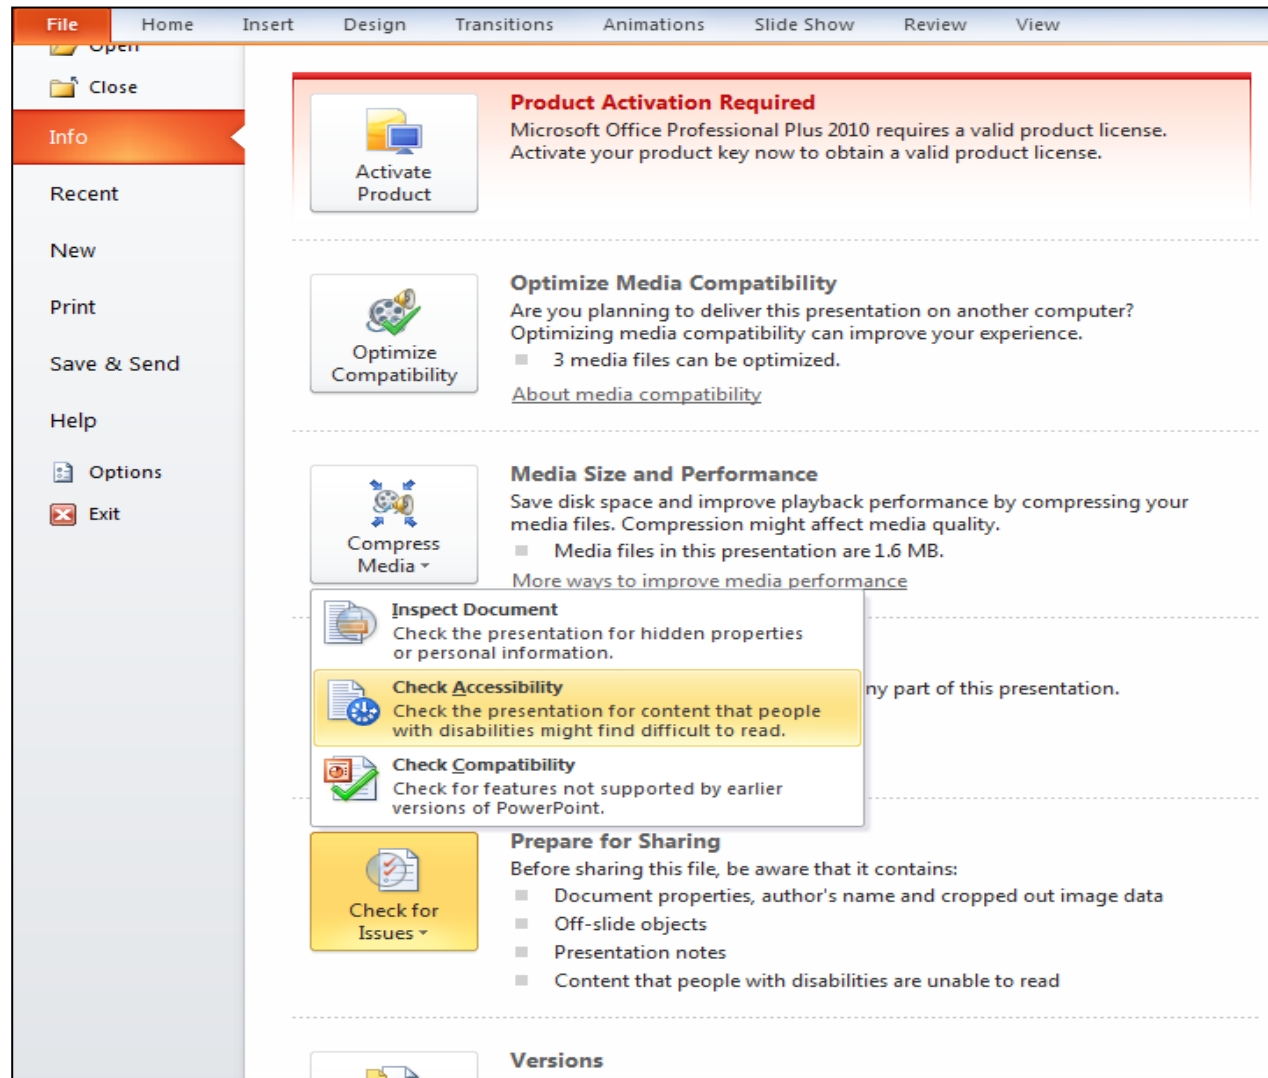 File Home Insert Design Transitions Animations Slide Show Review View
Open
Close
Info
Recent
New
Print
Save & Send
Help
Options
Exit
Activate
Product
Product Activation Required
Microsoft Office Professional Plus 2010 requires a valid product license.
Activate your product key now to obtain a valid product license.
Optimize
Compatibility
Optimize Media Compatibility
Are you planning to deliver this presentation on another computer?
Optimizing media compatibility can improve your experience.
3 media files can be optimized.
About media compatibility
Compress
Media
Media Size and Performance
Save disk space and improve playback performance by compressing your
media files. Compression might affect media quality.
Media files in this presentation are 1.6 MB.
More ways to improve media performance
Inspect Document
Check the presentation for hidden properties
or personal information.
Check Accessibility
Check the presentation for content that people
with disabilities might find difficult to read.
Check Compatibility
Check for features not supported by earlier
versions of PowerPoint.
ny part of this presentation.
Check for
Issues
Prepare for Sharing
Before sharing this file, be aware that it contains:
Document properties, author's name and cropped out image data
Off-slide objects
Presentation notes
Content that people with disabilities are unable to read
Versions